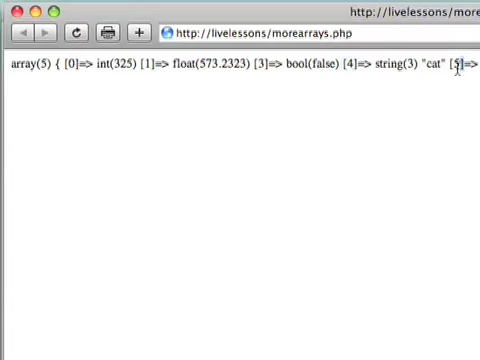 http://livelessons/morea
http://livelessons/morearrays.php
array(5) { [0]=> int(325) [1]=> float(573.2323) [3]=> bool(false) [4]=> string(3) "cat" [5]=>